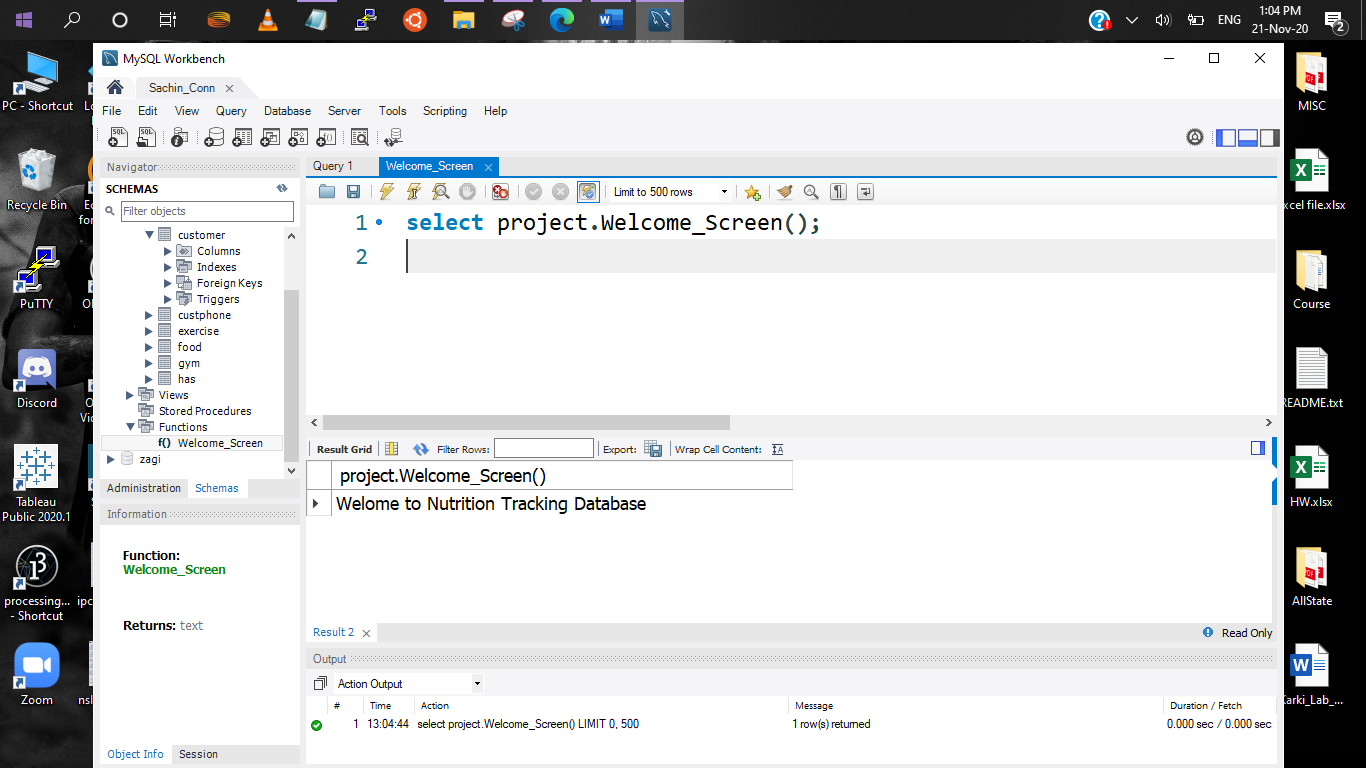 ENG
1:04 PM
21-Nov-20
2
PC - Shortcut
Recycle Bin
PuTTY
Discord
Tableau
Public 2020.1
processing...
- Shortcut
Zoom
MySQL Workbench
Sachin_Conn
File Edit View Query Database Server Tools Scripting Help
Navigator
SCHEMAS
Filter objects
customer
Columns
Indexes
Foreign Keys
Triggers
custphone
exercise
food
gym
has
Views
Stored Procedures
Functions
f() Welcome_Screen
zagi
Administration Schemas
Information
Function:
Welcome_Screen
Returns: text
Object Info Session
Query 1 Welcome_Screen
Limit to 500 rows
1 select project.Welcome_Screen();
2
Result Grid Filter Rows: Export: Wrap Cell Content:
project.Welcome_Screen()
Welome to Nutrition Tracking Database
Result 2 Read Only
Output
Action Output
# Time Action Message Duration / Fetch
1 13:04:44 select project.Welcome_Screen() LIMIT 0, 500 1 row(s) returned 0.000 sec / 0.000 sec
MISC
xcel file.xlsx
Course
README.txt
HW.xlsx
AllState
Karki_Lab_...